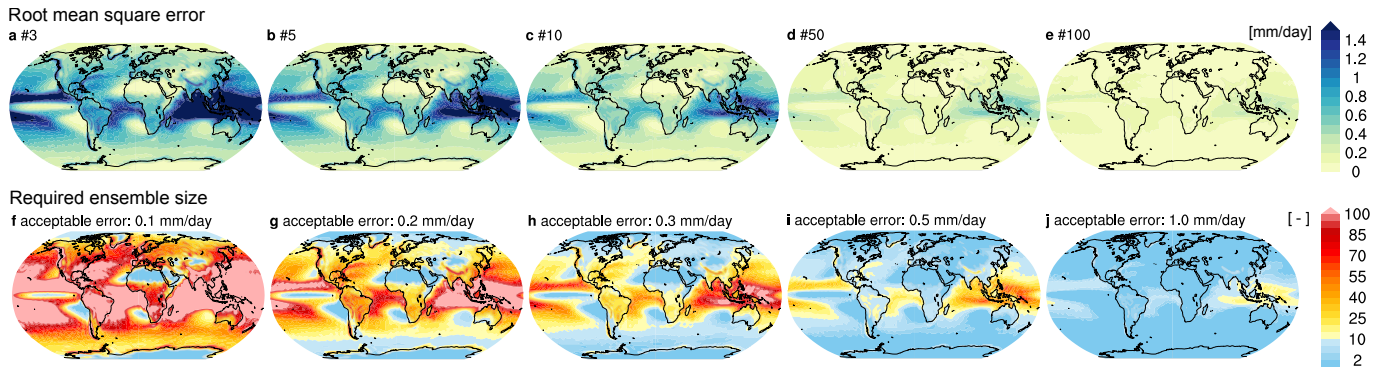 Root mean square error
a #3
b #5
c #10
d #50
e #100
[mm/day]
1.4
1.2
1
0.8
0.6
0.4
0.2
0
Required ensemble size
f acceptable error: 0.1 mm/day
g acceptable error: 0.2 mm/day
h acceptable error: 0.3 mm/day
i acceptable error: 0.5 mm/day
j acceptable error: 1.0 mm/day
[ - ]
100
85
70
55
40
25
10
2